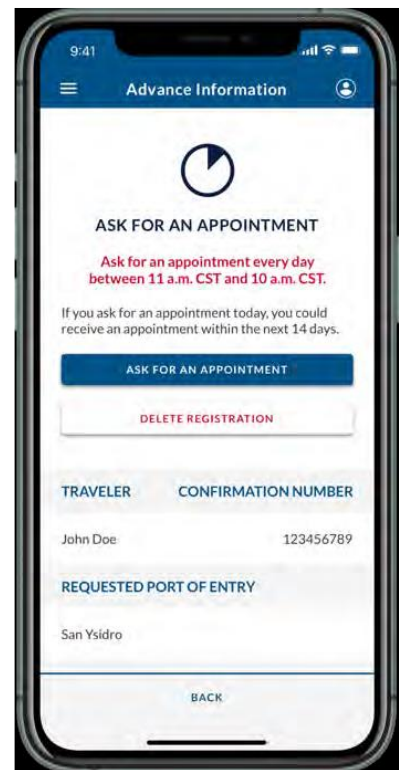 9:41
Advance Information
ASK FOR AN APPOINTMENT
Ask for an appointment every day
between 11 a.m. CST and 10 a.m. CST.
If you ask for an appointment today, you could
receive an appointment within the next 14 days.
ASK FOR AN APPOINTMENT
DELETE REGISTRATION
TRAVELER CONFIRMATION NUMBER
John Doe 123456789
REQUESTED PORT OF ENTRY
San Ysidro
BACK